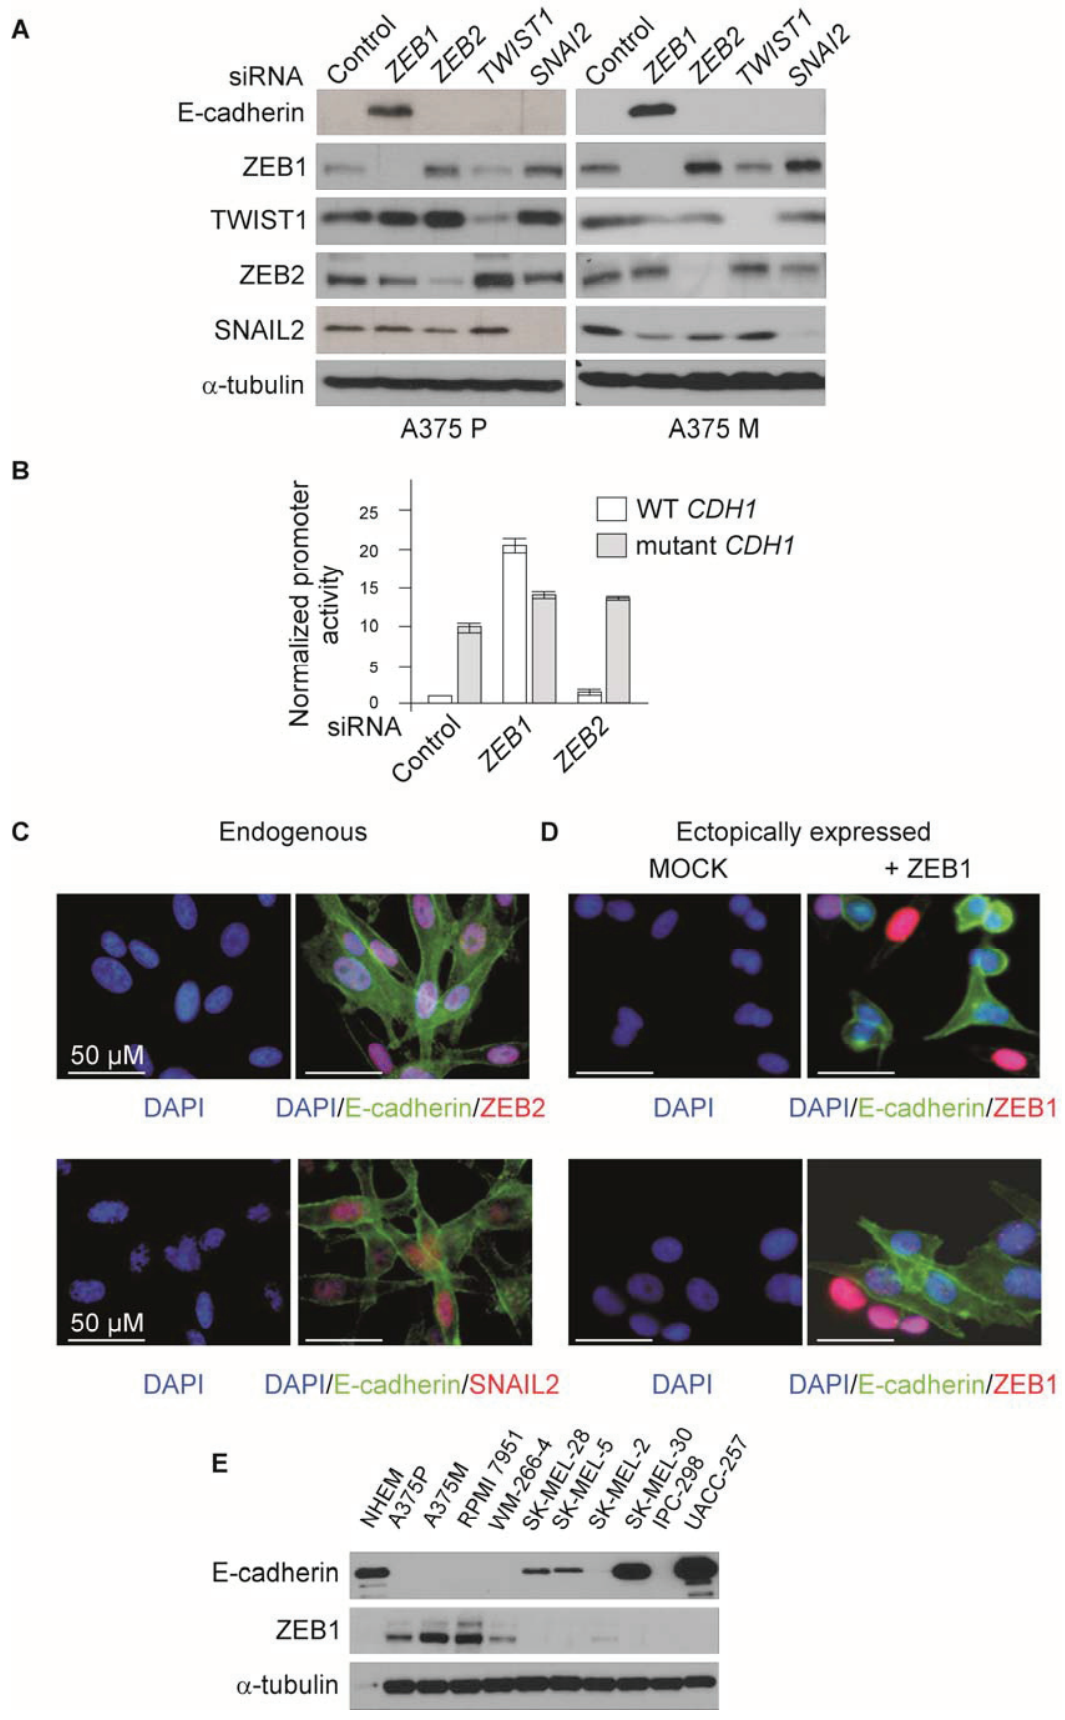 A
siRNA Control ZEB1 ZEB2 TWIST1 SNAI2 Control ZEB1 ZEB2 TWIST1 SNAI2
E-cadherin
ZEB1
TWIST1
ZEB2
SNAIL2
α-tubulin
A375 P A375 M
B
Normalized promoter
activity
25
20
15
10
5
0
WT CDH1
mutant CDH1
siRNA Control ZEB1 ZEB2
C Endogenous
50 μM
DAPI DAPI/E-cadherin/ZEB2
50 μM
DAPI DAPI/E-cadherin/SNAIL2
D Ectopically expressed
MOCK + ZEB1
DAPI DAPI/E-cadherin/ZEB1
DAPI DAPI/E-cadherin/ZEB1
E
NHEM A375P A375M RPMI 7951 WM-266-4 SK-MEL-28 SK-MEL-5 SK-MEL-2 SK-MEL-30 IPC-298 UACC-257
E-cadherin
ZEB1
α-tubulin